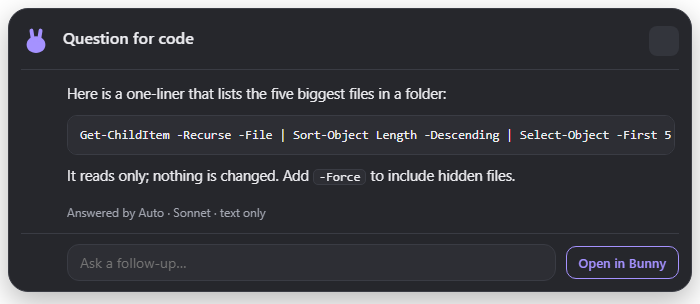 Question for code
Here is a one-liner that lists the five biggest files in a folder:
Get-ChildItem -Recurse -File | Sort-Object Length -Descending | Select-Object -First 5
It reads only; nothing is changed. Add -Force to include hidden files.
Answered by Auto · Sonnet · text only
Ask a follow-up...
Open in Bunny